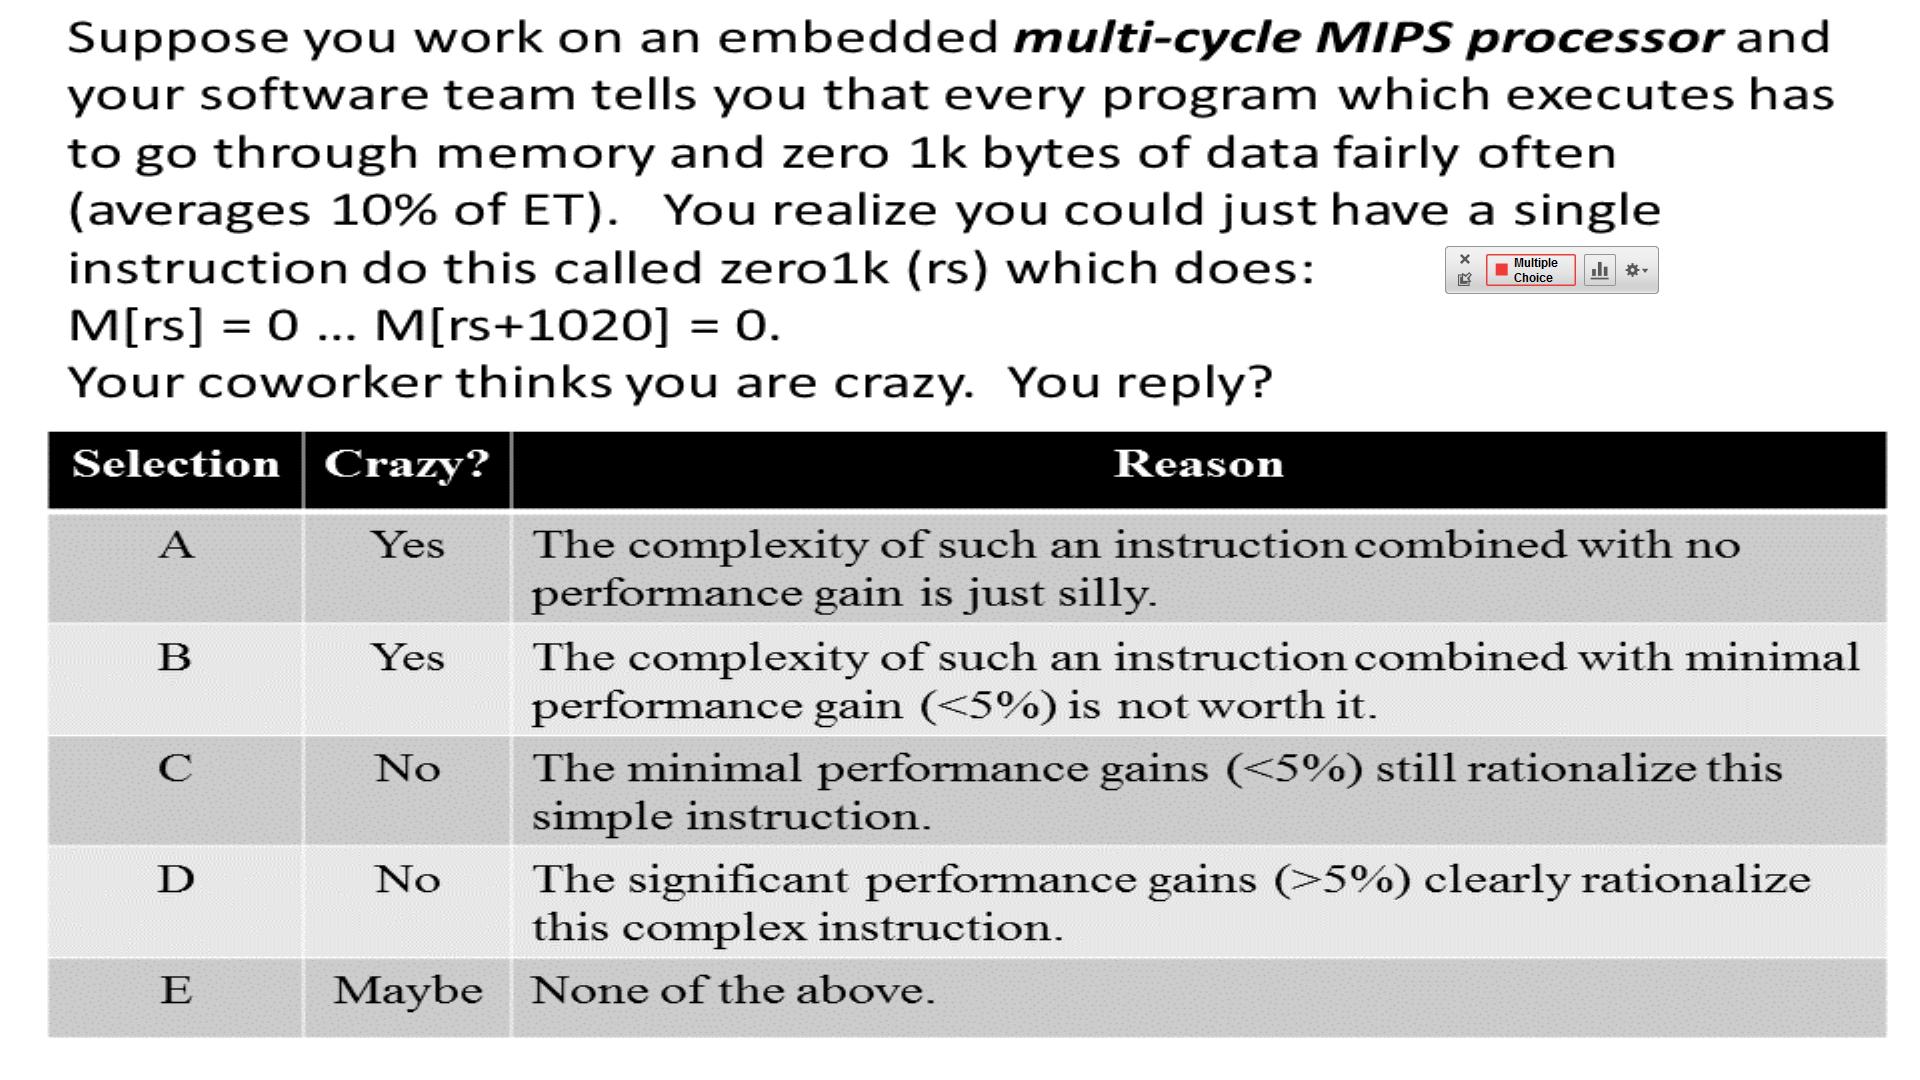 Suppose you work on an embedded multi-cycle MIPS processor and
your software team tells you that every program which executes has
to go through memory and zero 1k bytes of data fairly often
(averages 10% of ET). You realize you could just have a single
instruction do this called zero1k (rs) which does:
Multiple
Choice
M[rs] = 0 ... M[rs+1020] = 0.
Your coworker thinks you are crazy. You reply?
Selection Crazy? Reason
A Yes The complexity of such an instruction combined with no
performance gain is just silly.
B Yes The complexity of such an instruction combined with minimal
performance gain (<5%) is not worth it.
C No The minimal performance gains (<5%) still rationalize this
simple instruction.
D No The significant performance gains (>5%) clearly rationalize
this complex instruction.
E Maybe None of the above.